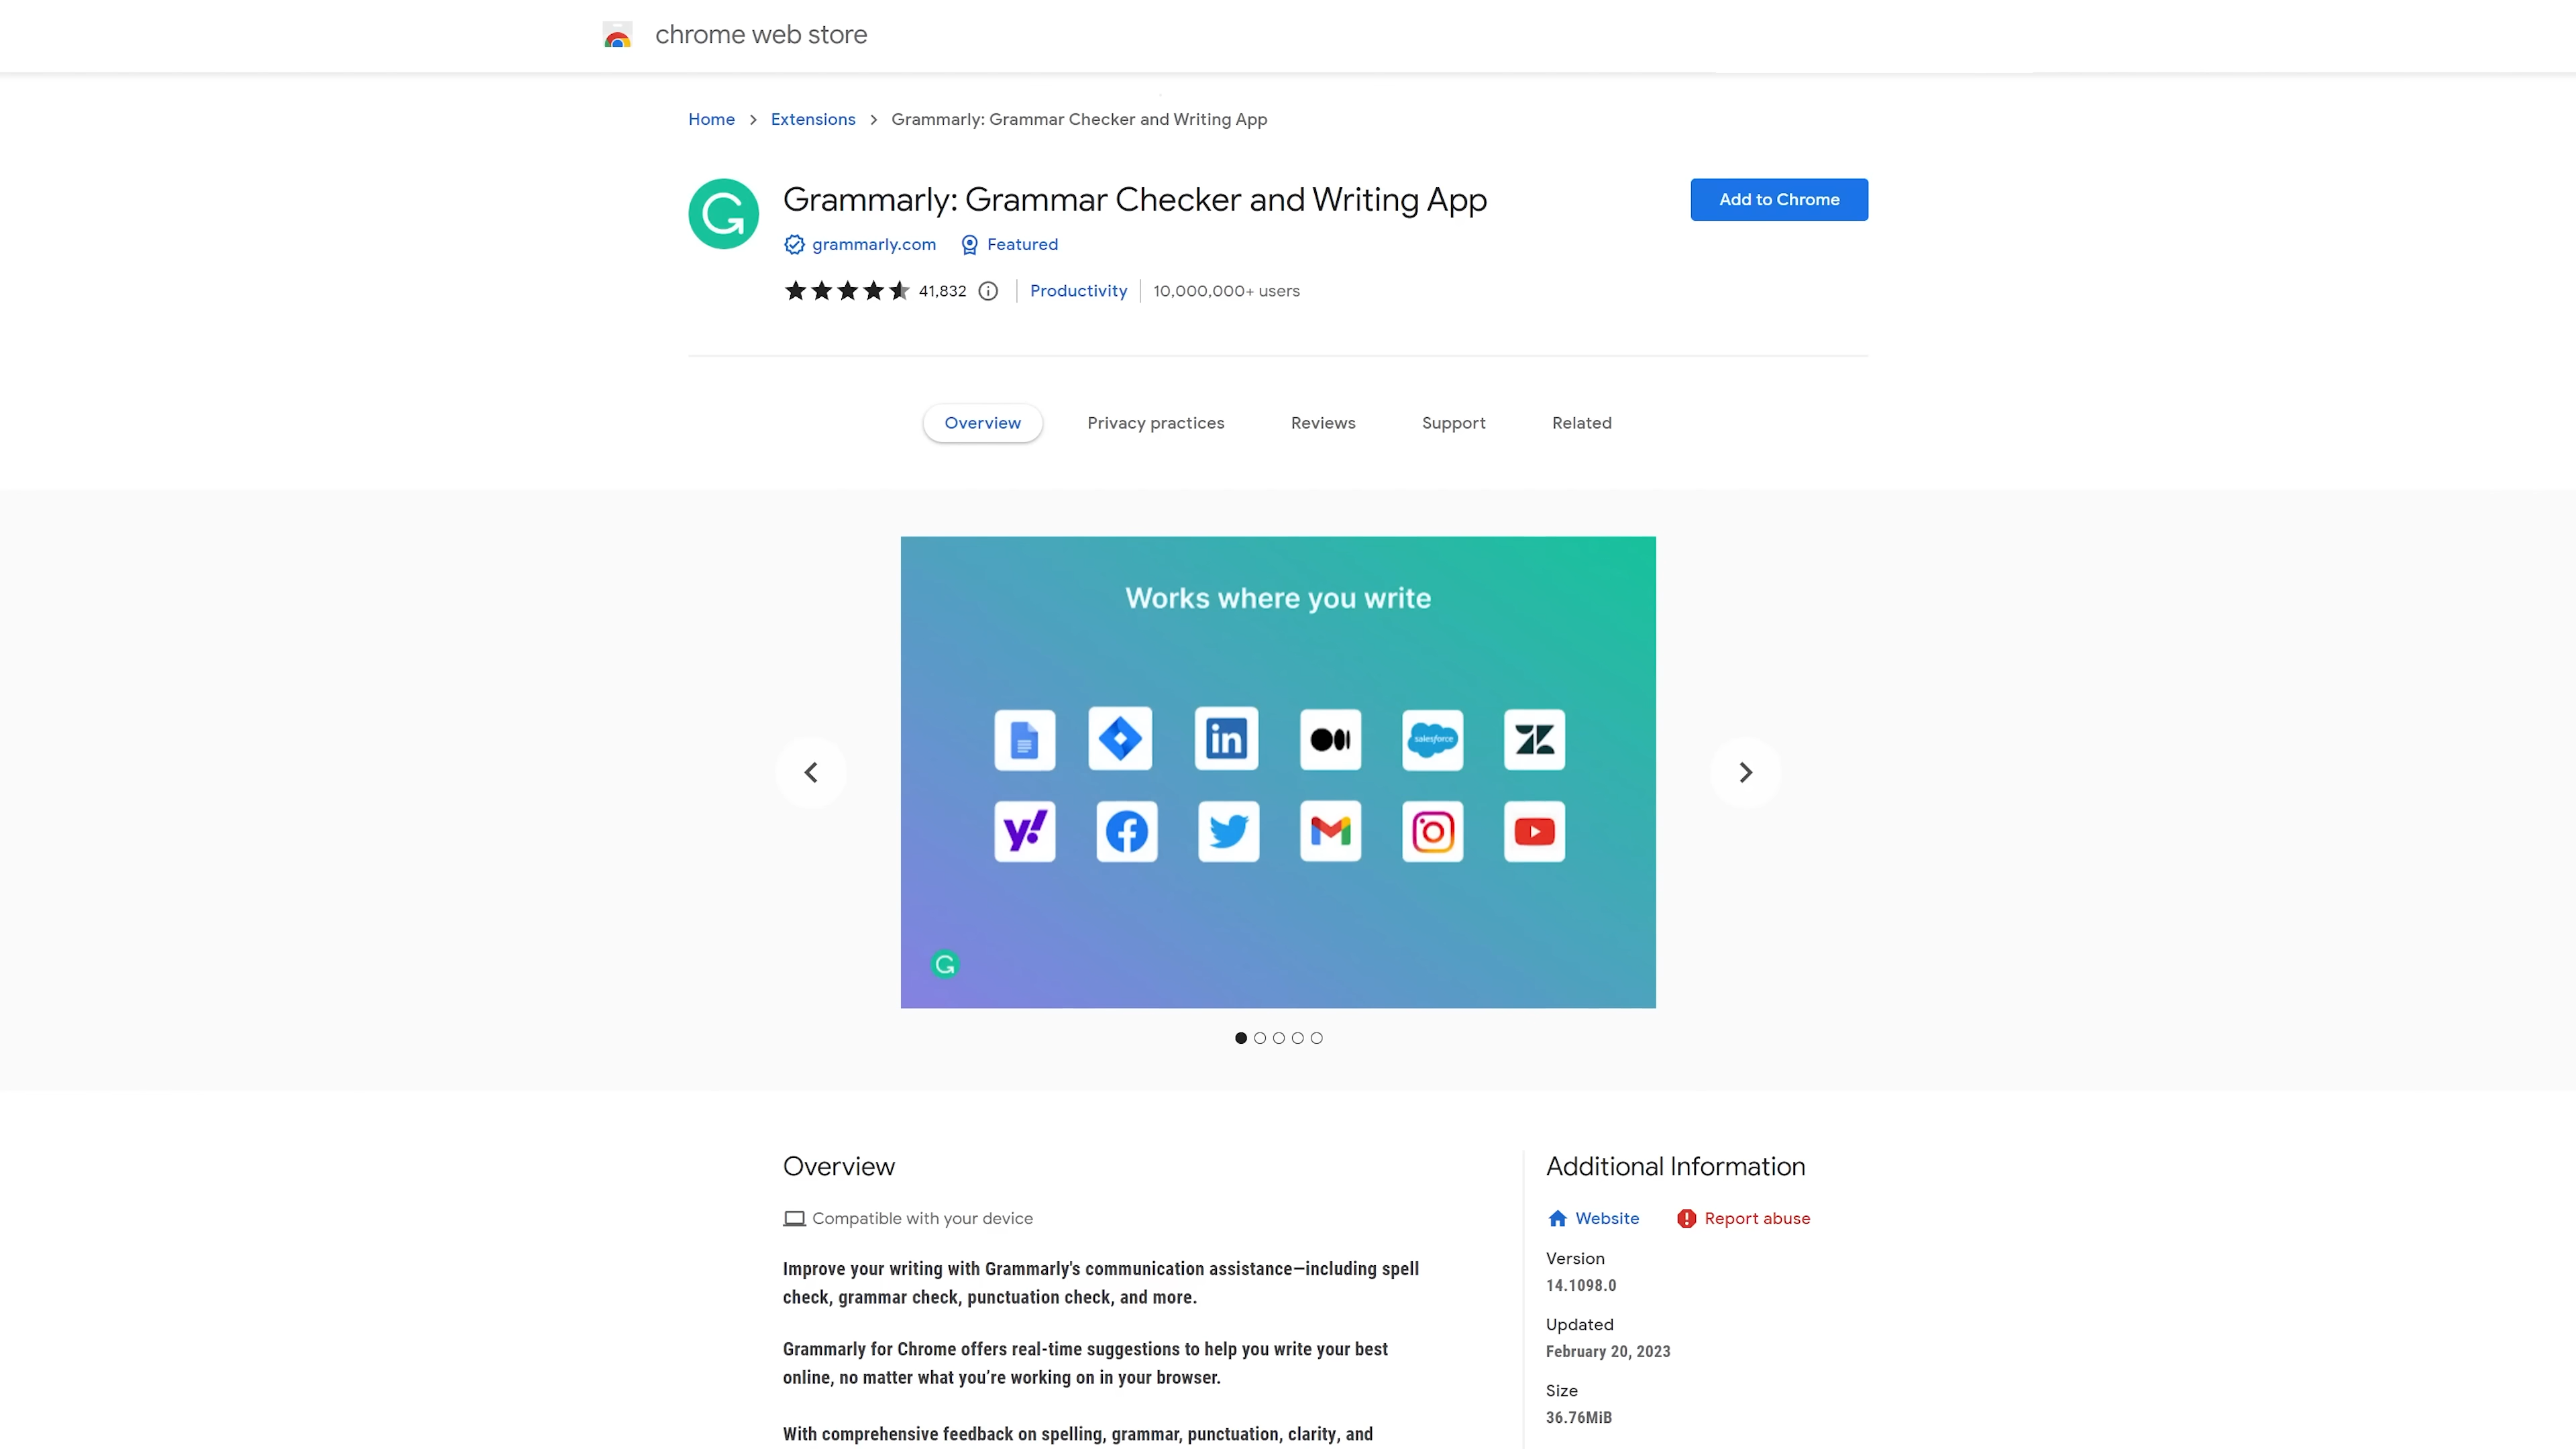 chrome web store
Home > Extensions > Grammarly: Grammar Checker and Writing App
Grammarly: Grammar Checker and Writing App
Add to Chrome
grammarly.com Featured
41,832 Productivity 10,000,000+ users
Overview Privacy practices Reviews Support Related
Works where you write
in salesforce
y!
Overview
Compatible with your device
Improve your writing with Grammarly's communication assistance—including spell
check, grammar check, punctuation check, and more.
Grammarly for Chrome offers real-time suggestions to help you write your best
online, no matter what you’re working on in your browser.
With comprehensive feedback on spelling, grammar, punctuation, clarity, and
Additional Information
Website Report abuse
Version
14.1098.0
Updated
February 20, 2023
Size
36.76MiB